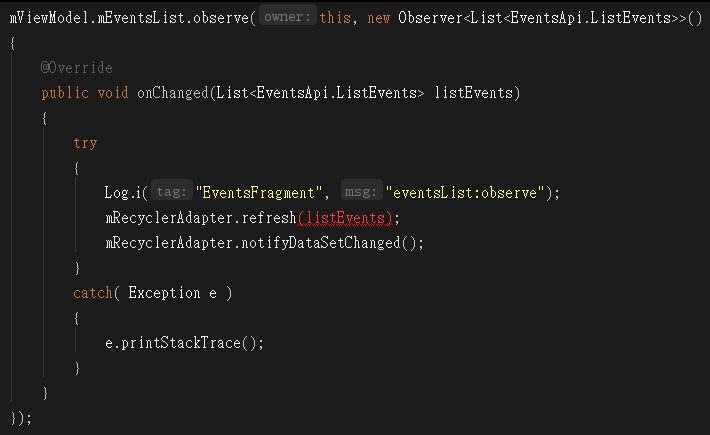 mViewModel.mEventsList.observe( owner: this, new Observer<List<EventsApi.ListEvents>>()
{
@Override
public void onChanged(List<EventsApi.ListEvents> listEvents)
{
try
{
Log.i( tag: "EventsFragment", msg: "eventsList:observe");
mRecyclerAdapter.refresh(listEvents);
mRecyclerAdapter.notifyDataSetChanged();
}
catch( Exception e )
{
e.printStackTrace();
}
}
});